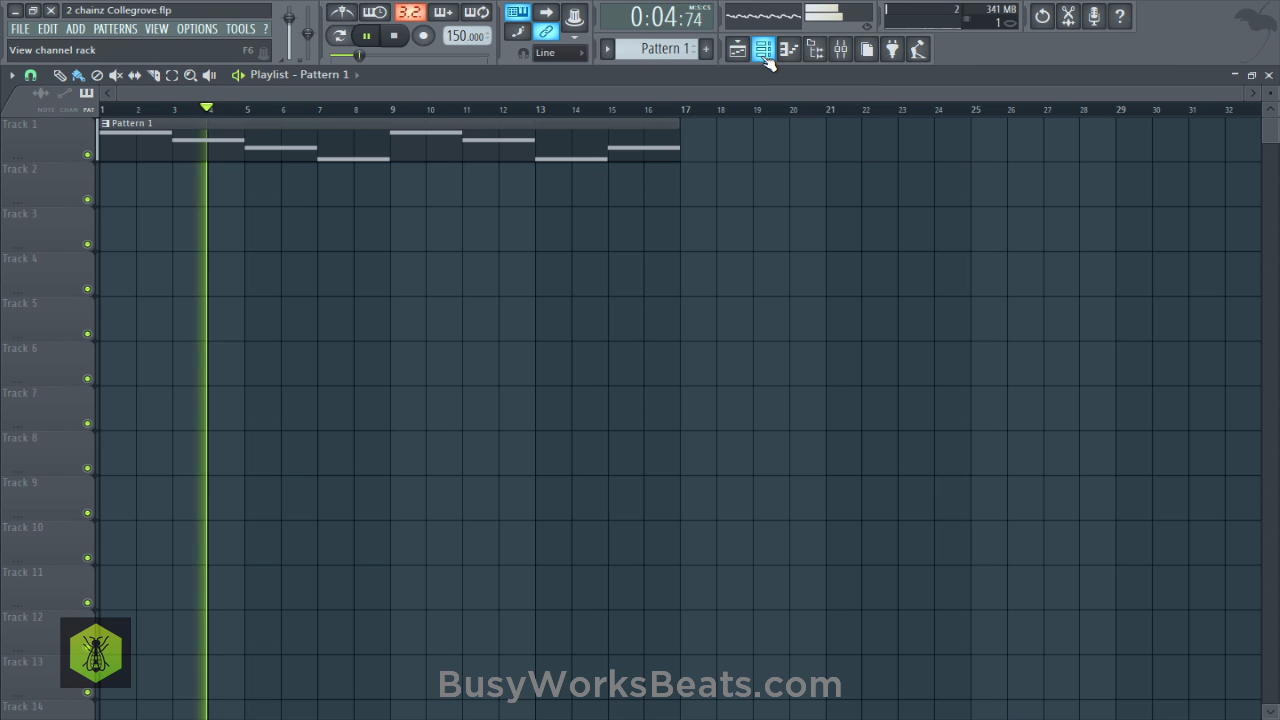 2 chainz Collegrove.flp
FILE EDIT ADD PATTERNS VIEW OPTIONS TOOLS ?
View channel rack F6
3.2
150.000
Line
0:04:74
M:S:CS
Pattern 1
2
341 MB
1
Playlist - Pattern 1
NOTE CHAN PAT
1 2 3 4 5 6 7 8 9 10 11 12 13 14 15 16 17 18 19 20 21 22 23 24 25 26 27 28 29 30 31 32
Pattern 1
Track 1
Track 2
Track 3
Track 4
Track 5
Track 6
Track 7
Track 8
Track 9
Track 10
Track 11
Track 12
Track 13
Track 14
BusyWorksBeats.com